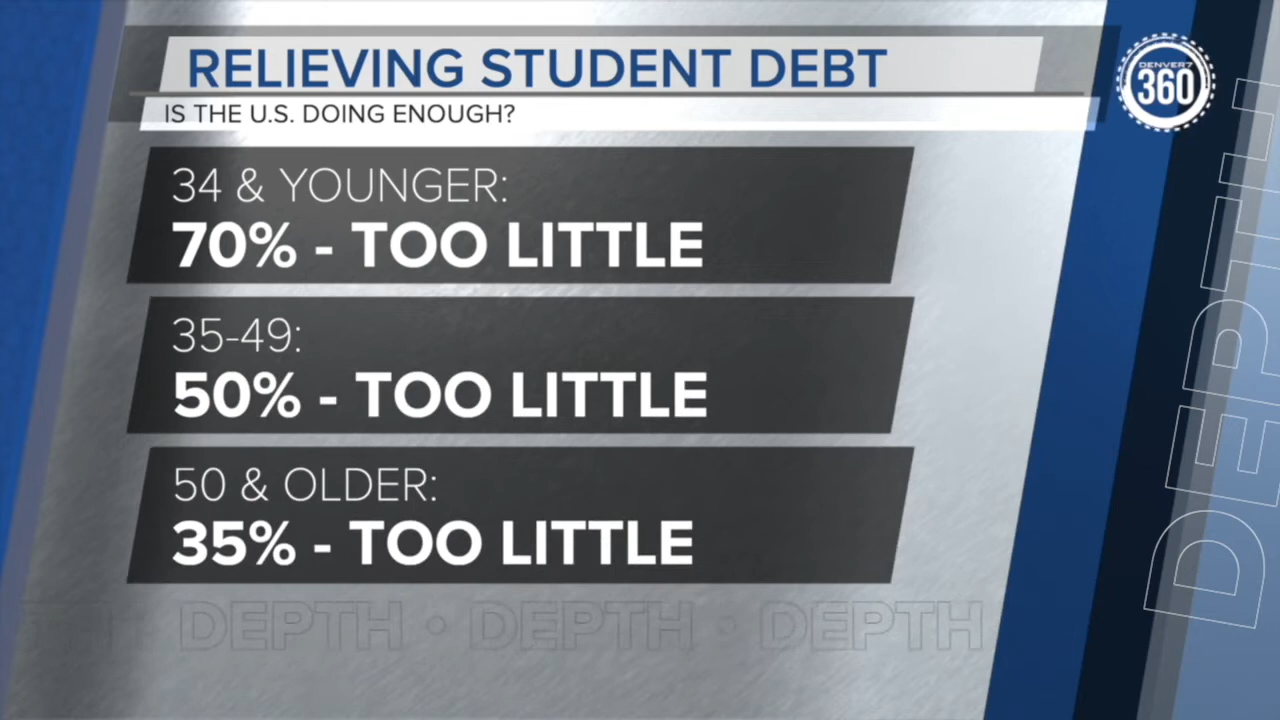 RELIEVING STUDENT DEBT
IS THE U.S. DOING ENOUGH?
DENVER7
360
34 & YOUNGER:
70% - TOO LITTLE
35-49:
50% - TOO LITTLE
50 & OLDER:
35% - TOO LITTLE
DEPTH • DEPTH • DEPTH
DEPTH